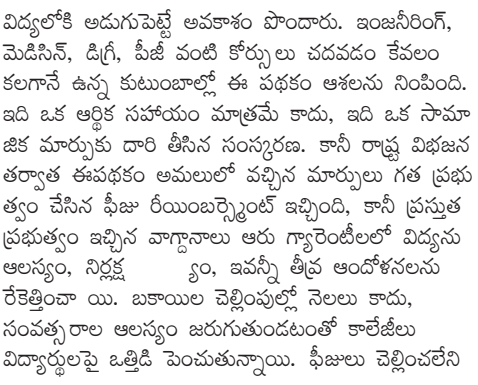 విద్యలోకి అడుగుపెట్టే అవకాశం పొందారు. ఇంజనీరింగ్,
మెడిసిన్, డిగ్రీ, పీజీ వంటి కోర్సులు చదవడం కేవలం
కలగానే ఉన్న కుటుంబాల్లో ఈ పథకం ఆశలను నింపింది.
ఇది ఒక ఆర్థిక సహాయం మాత్రమే కాదు, ఇది ఒక సామా
జిక మార్పుకు దారి తీసిన సంస్కరణ. కానీ రాష్ట్ర విభజన
తర్వాత ఈపథకం అమలులో వచ్చిన మార్పులు గత ప్రభు
త్వం చేసిన ఫీజు రీయింబర్స్మెంట్ ఇచ్చింది, కానీ ప్రస్తుత
ప్రభుత్వం ఇచ్చిన వాగ్దానాలు ఆరు గ్యారెంటీలలో విద్యను
ఆలస్యం, నిర్లక్ష్యం, ఇవన్నీ తీవ్ర ఆందోళనలను
రేకెత్తించా యి. బకాయిల చెల్లింపుల్లో నెలలు కాదు,
సంవత్సరాల ఆలస్యం జరుగుతుండటంతో కాలేజీలు
విద్యార్థులపై ఒత్తిడి పెంచుతున్నాయి. ఫీజులు చెల్లించలేని